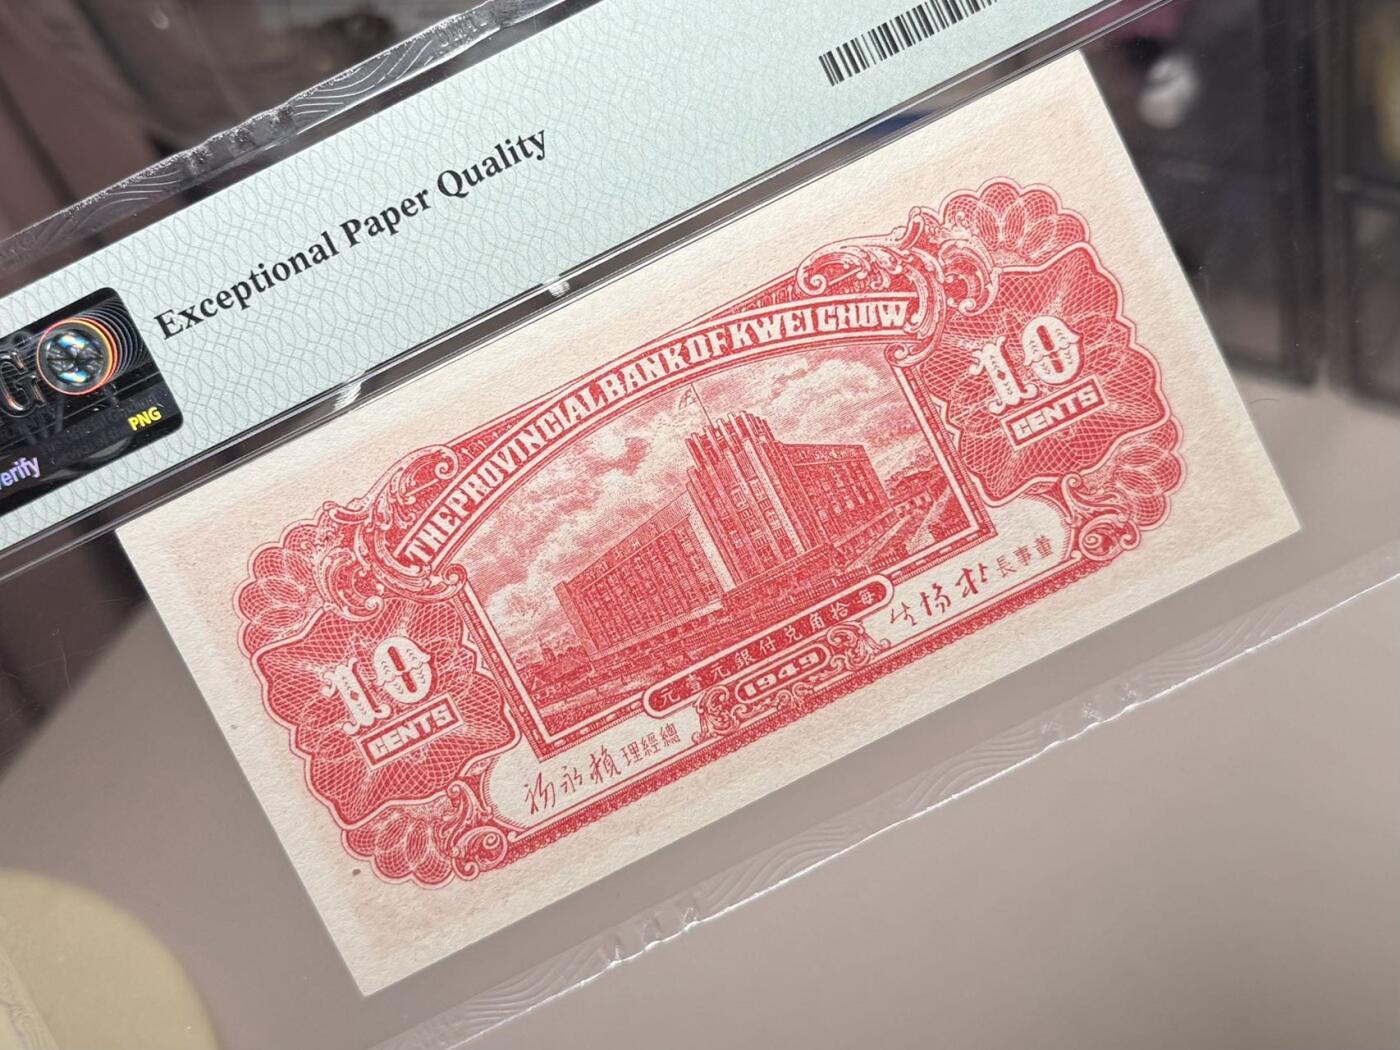 Exceptional Paper Quality
G
PNG
erify
THE PROVINCIAL BANK OF KWEICHOW
10
CENTS
10
CENTS
元壹元銀付兌角拾每
1949
長事董
理經總